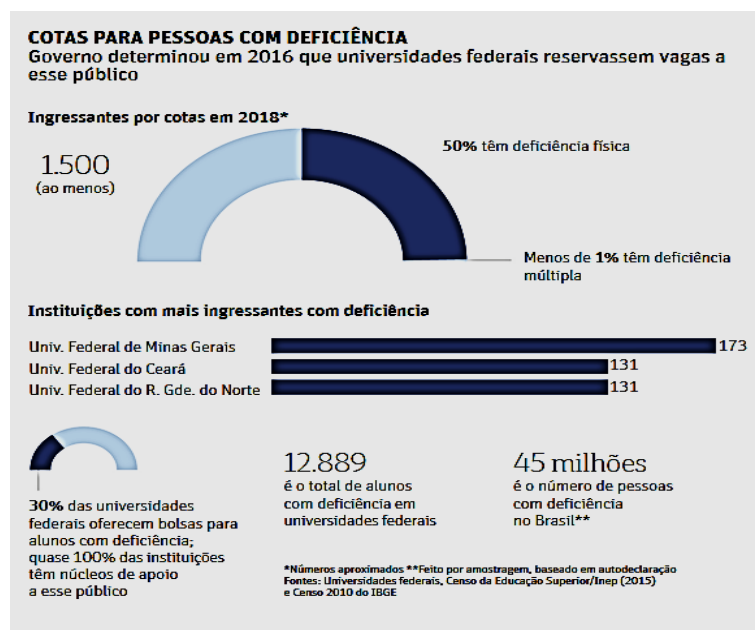 COTAS PARA PESSOAS COM DEFICIÊNCIA
Governo determinou em 2016 que universidades federais reservassem vagas a
esse público
Ingressantes por cotas em 2018*
1.500
(ao menos)
50% têm deficiência física
Menos de 1% têm deficiência
múltipla
Instituições com mais ingressantes com deficiência
Univ. Federal de Minas Gerais 173
Univ. Federal do Ceará 131
Univ. Federal do R. Gde. do Norte 131
30% das universidades
federais oferecem bolsas para
alunos com deficiência;
quase 100% das instituições
têm núcleos de apoio
a esse público
12.889
é o total de alunos
com deficiência em
universidades federais
45 milhões
é o número de pessoas
com deficiência
no Brasil**
*Números aproximados **Feito por amostragem, baseado em autodeclaração
Fontes: Universidades federais, Censo da Educação Superior/Inep (2015)
e Censo 2010 do IBGE